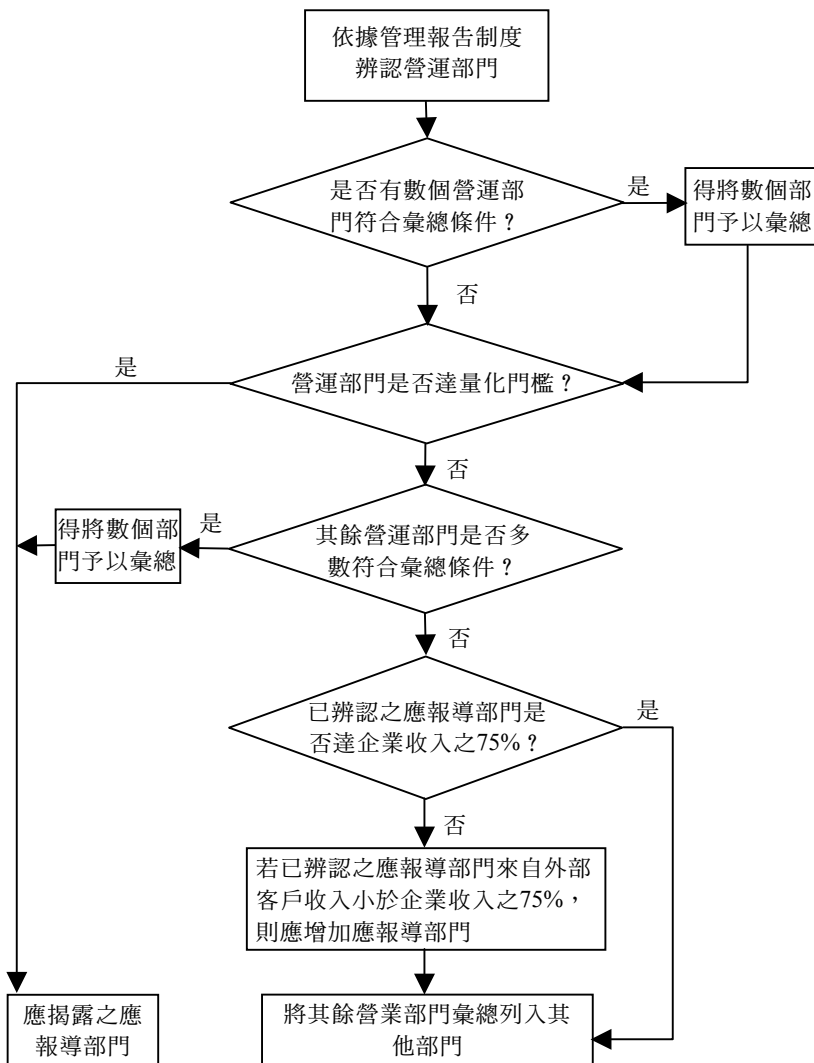 依據管理報告制度
辨認營運部門
是否有數個營運部
門符合彙總條件？
是
得將數個部
門予以彙總
否
是
營運部門是否達量化門檻？
否
得將數個部
門予以彙總
是
其餘營運部門是否多
數符合彙總條件？
否
已辨認之應報導部門是
否達企業收入之75%？
是
否
若已辨認之應報導部門來自外部
客戶收入小於企業收入之75%，
則應增加應報導部門
應揭露之應
報導部門
將其餘營業部門彙總列入其
他部門